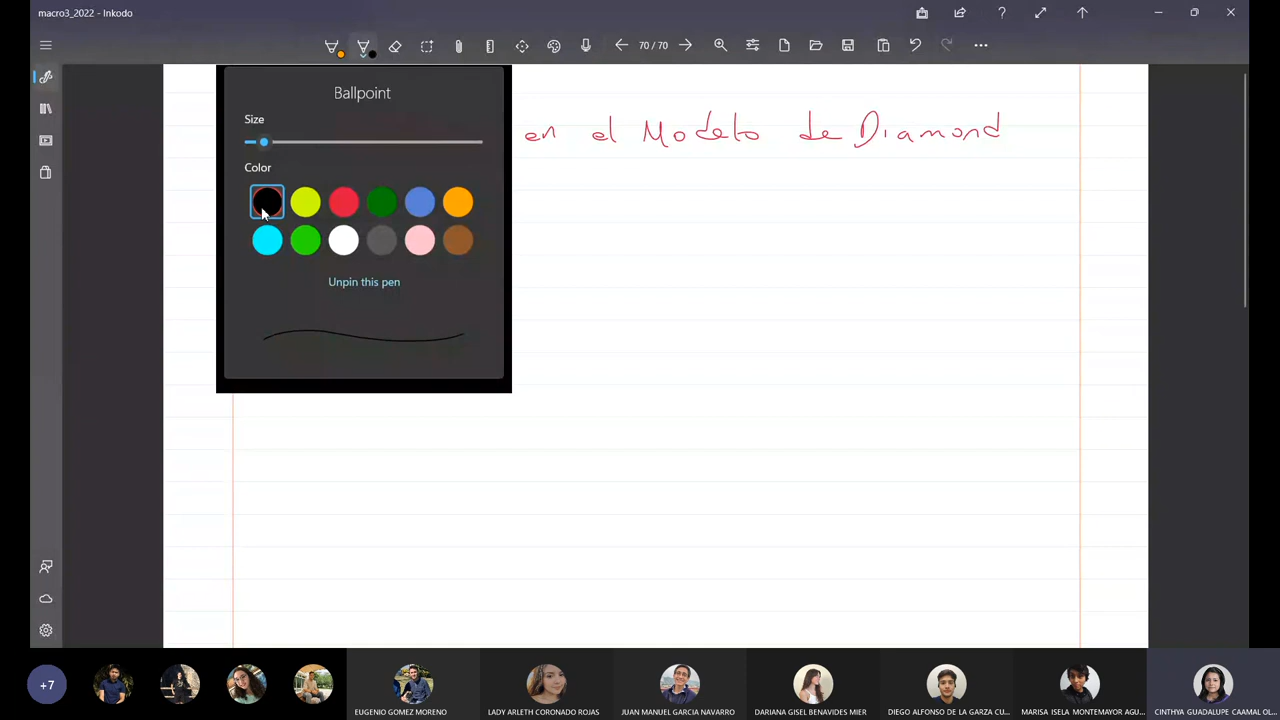 macro3_2022 - Inkodo
70 / 70
Ballpoint
Size
Color
Unpin this pen
en el Modelo de Diamond
+7
EUGENIO GOMEZ MORENO
LADY ARLETH CORONADO ROJAS
JUAN MANUEL GARCIA NAVARRO
DARIANA GISEL BENAVIDES MIER
DIEGO ALFONSO DE LA GARZA CU...
MARISA ISELA MONTEMAYOR AGU...
CINTHYA GUADALUPE CAAMAL OL...